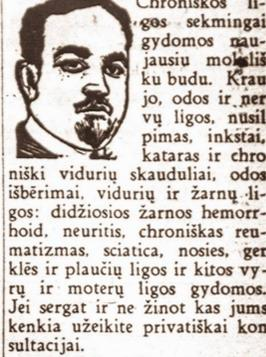 Chroniškos li-
gos sekmingai
gydomos nau-
jausiu mokališ
ku budu. Krau
jo, odos ir ner
vų ligos, nusil
pimas, inkstai,
kataras ir chro
niški vidurių skauduliai, odos
išbėrimai, vidurių ir žarnų li-
gos: didžiosios žarnos hemorr-
hoid, neuritis, chroniškas reu-
matizmas, sciatica, nosies, ger
klės ir plaučių ligos ir kitos vy-
rų ir moterų ligos gydomos.
Jei sergat ir ne žinot kas jums
kenkia užeikite privatiškai kon
sultacijai.